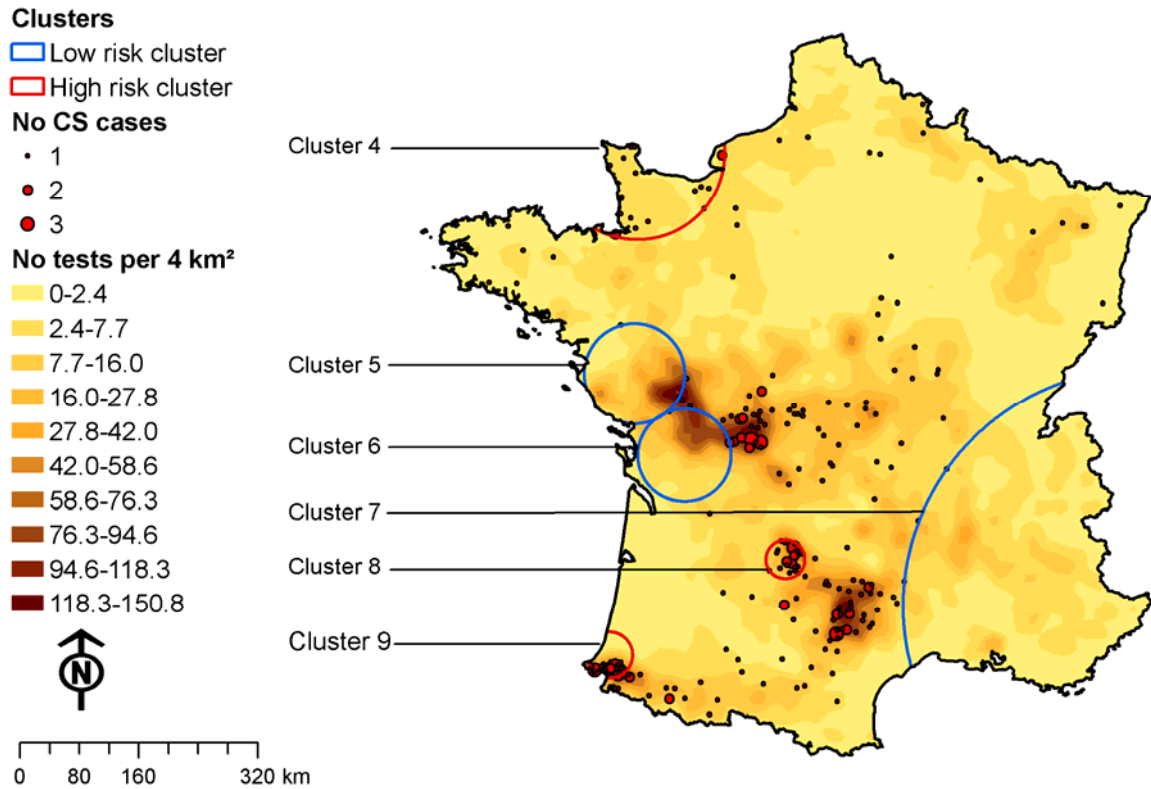 Clusters
Low risk cluster
High risk cluster
No CS cases
1
2
3
No tests per 4 km²
0-2.4
2.4-7.7
7.7-16.0
16.0-27.8
27.8-42.0
42.0-58.6
58.6-76.3
76.3-94.6
94.6-118.3
118.3-150.8
N
0 80 160 320 km
Cluster 4
Cluster 5
Cluster 6
Cluster 7
Cluster 8
Cluster 9